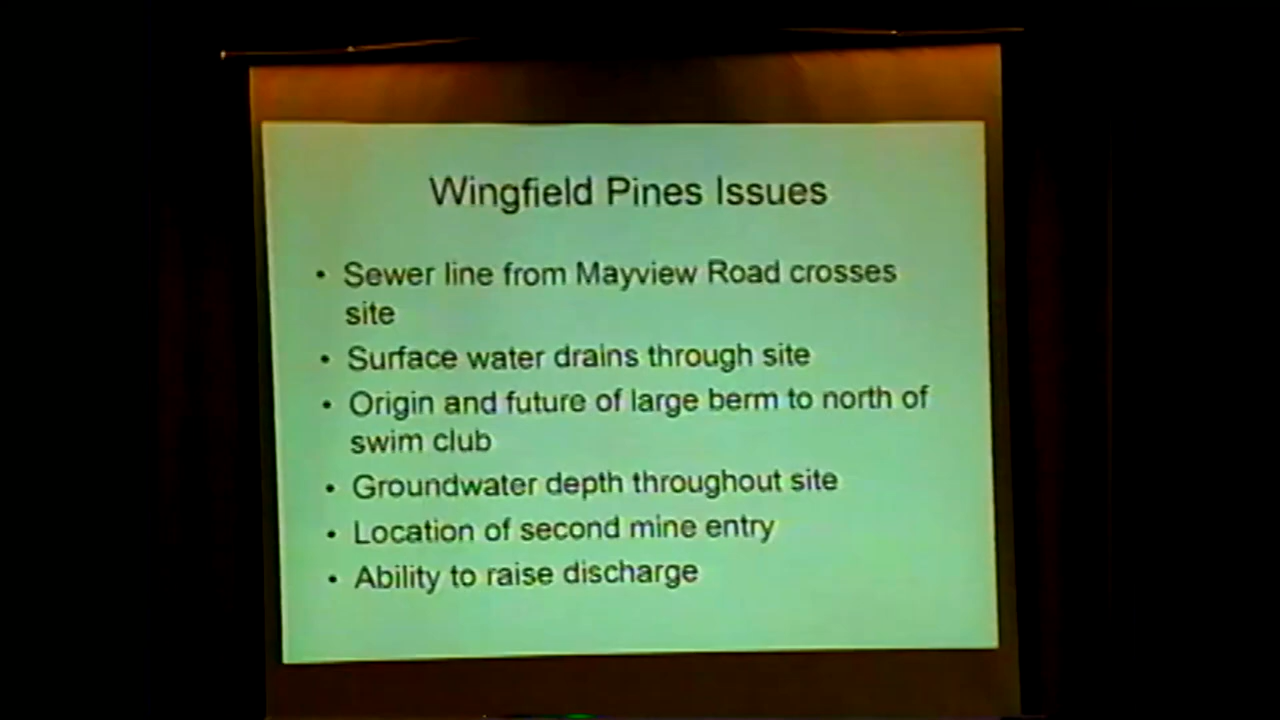 Wingfield Pines Issues
• Sewer line from Mayview Road crosses
site
• Surface water drains through site
• Origin and future of large berm to north of
swim club
• Groundwater depth throughout site
• Location of second mine entry
• Ability to raise discharge